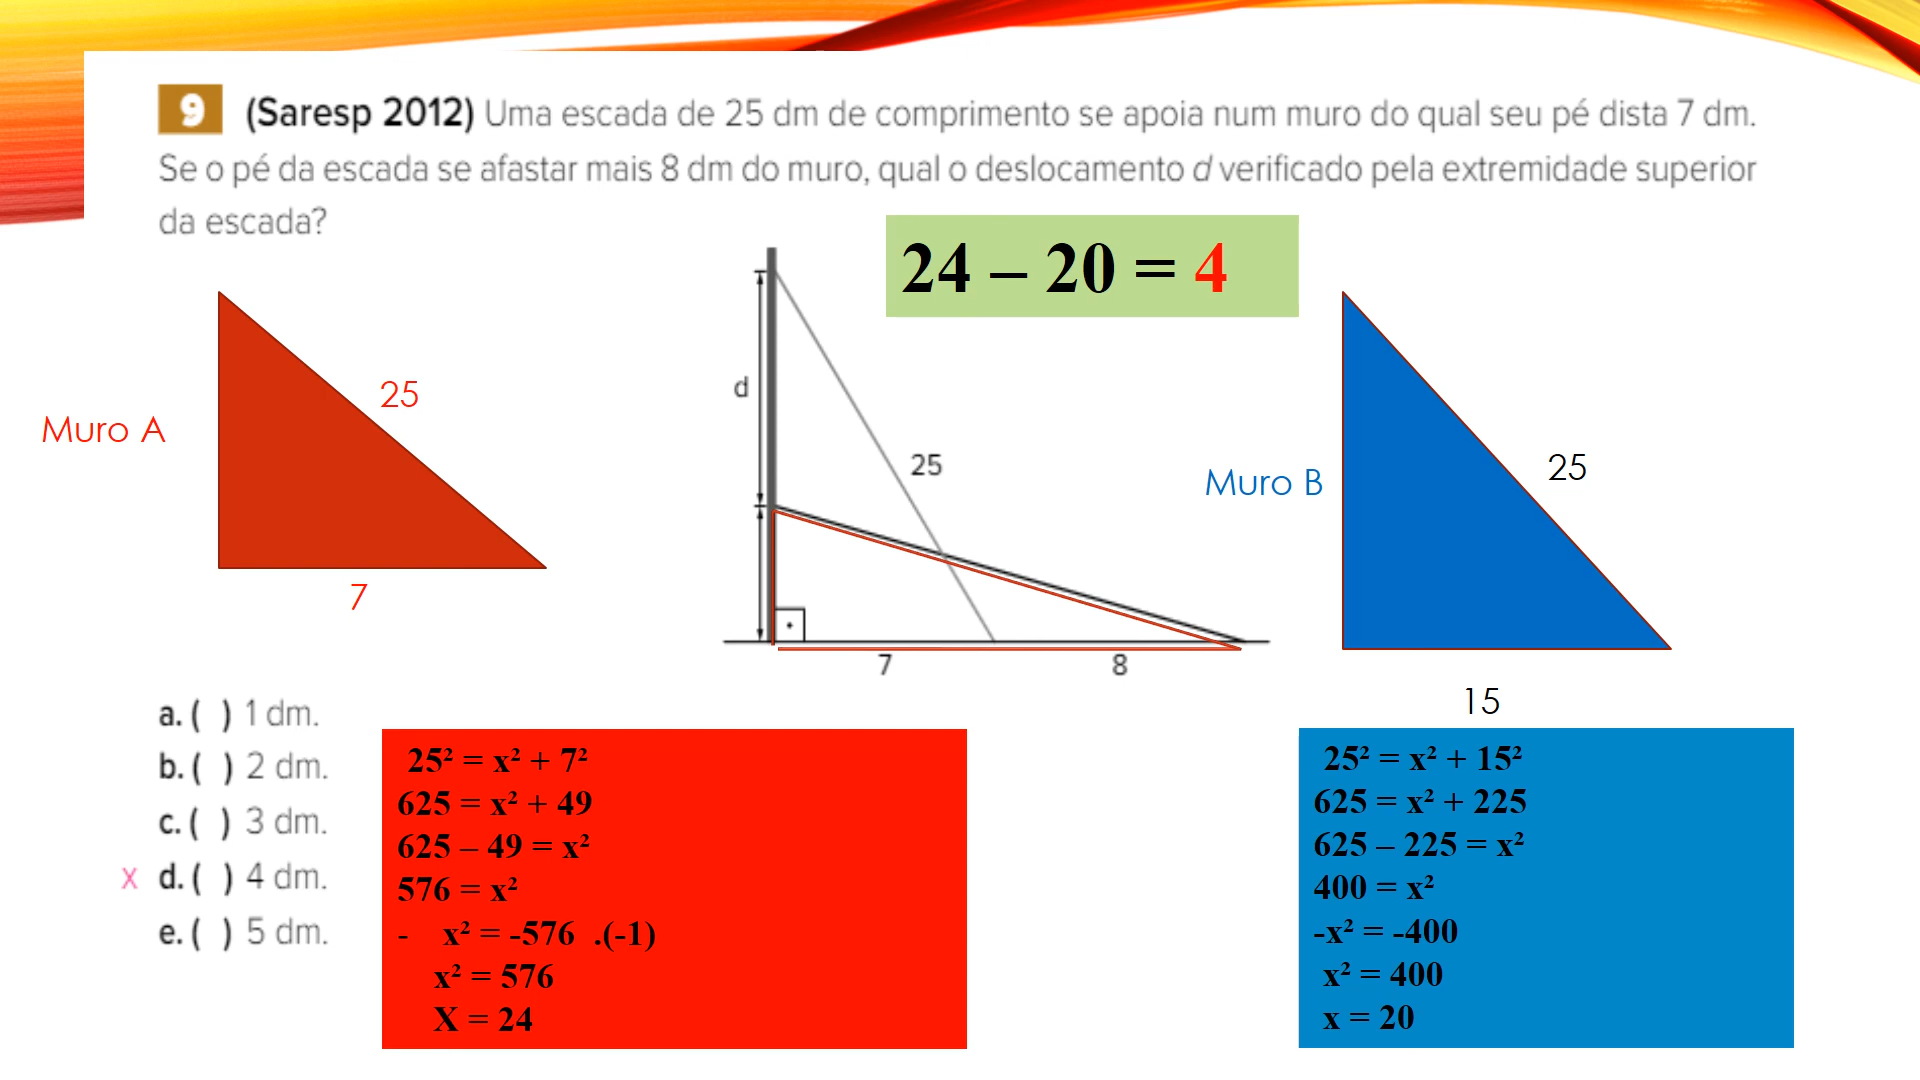 9 (Saresp 2012) Uma escada de 25 dm de comprimento se apoia num muro do qual seu pé dista 7 dm.
Se o pé da escada se afastar mais 8 dm do muro, qual o deslocamento d verificado pela extremidade superior
da escada?
24 – 20 = 4
25
Muro A
7
d
25
7
8
Muro B
25
15
a. ( ) 1 dm.
b. ( ) 2 dm.
c. ( ) 3 dm.
x d. ( ) 4 dm.
e. ( ) 5 dm.
25² = x² + 7²
625 = x² + 49
625 – 49 = x²
576 = x²
- x² = -576 .(-1)
x² = 576
X = 24
25² = x² + 15²
625 = x² + 225
625 – 225 = x²
400 = x²
-x² = -400
x² = 400
x = 20